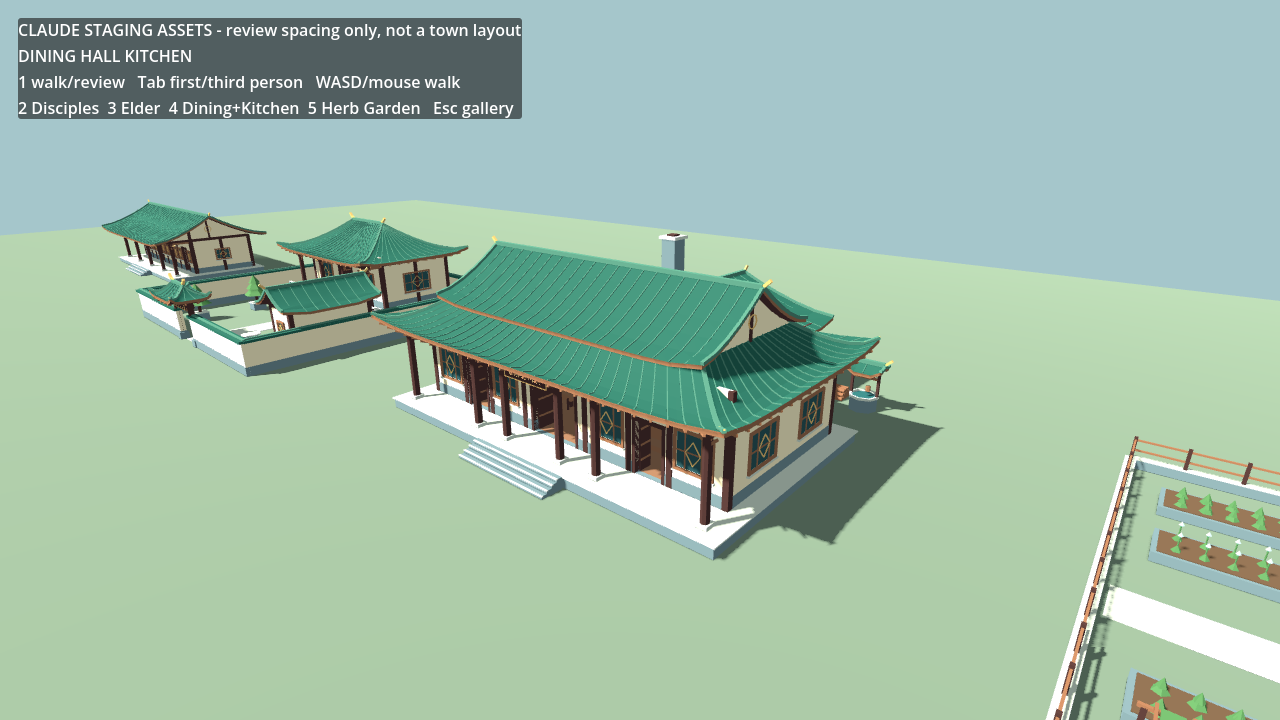 CLAUDE STAGING ASSETS - review spacing only, not a town layout
DINING HALL KITCHEN
1 walk/review   Tab first/third person   WASD/mouse walk
2 Disciples  3 Elder  4 Dining+Kitchen  5 Herb Garden   Esc gallery